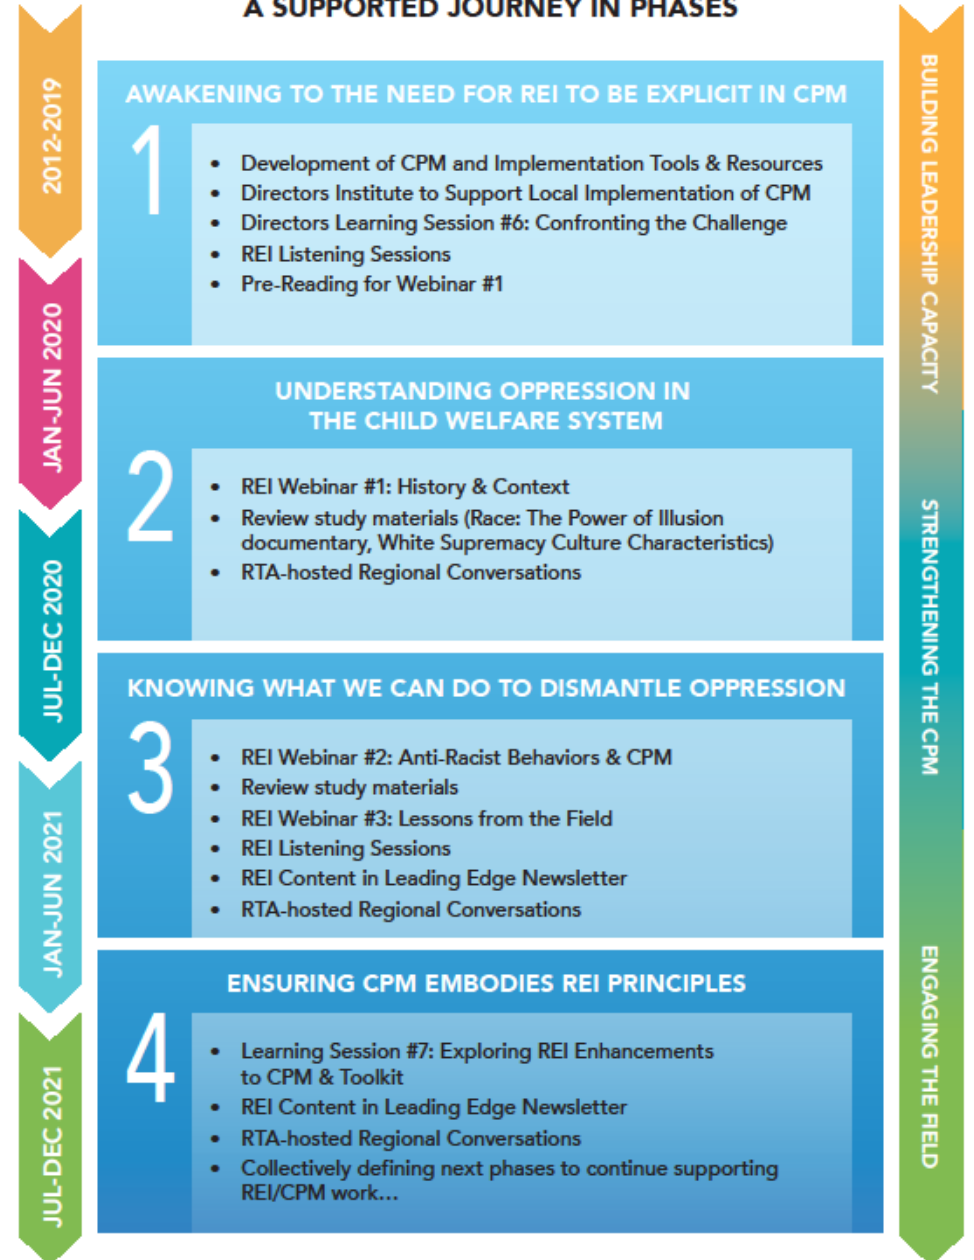 A SUPPORTED JOURNEY IN PHASES
2012-2019
JAN-JUN 2020
JUL-DEC 2020
JAN-JUN 2021
JUL-DEC 2021
AWAKENING TO THE NEED FOR REI TO BE EXPLICIT IN CPM
1
• Development of CPM and Implementation Tools & Resources
• Directors Institute to Support Local Implementation of CPM
• Directors Learning Session #6: Confronting the Challenge
• REI Listening Sessions
• Pre-Reading for Webinar #1
UNDERSTANDING OPPRESSION IN
THE CHILD WELFARE SYSTEM
2
• REI Webinar #1: History & Context
• Review study materials (Race: The Power of Illusion
documentary, White Supremacy Culture Characteristics)
• RTA-hosted Regional Conversations
KNOWING WHAT WE CAN DO TO DISMANTLE OPPRESSION
3
• REI Webinar #2: Anti-Racist Behaviors & CPM
• Review study materials
• REI Webinar #3: Lessons from the Field
• REI Listening Sessions
• REI Content in Leading Edge Newsletter
• RTA-hosted Regional Conversations
ENSURING CPM EMBODIES REI PRINCIPLES
4
• Learning Session #7: Exploring REI Enhancements
to CPM & Toolkit
• REI Content in Leading Edge Newsletter
• RTA-hosted Regional Conversations
• Collectively defining next phases to continue supporting
REI/CPM work...
BUILDING LEADERSHIP CAPACITY
STRENGTHENING THE CPM
ENGAGING THE FIELD